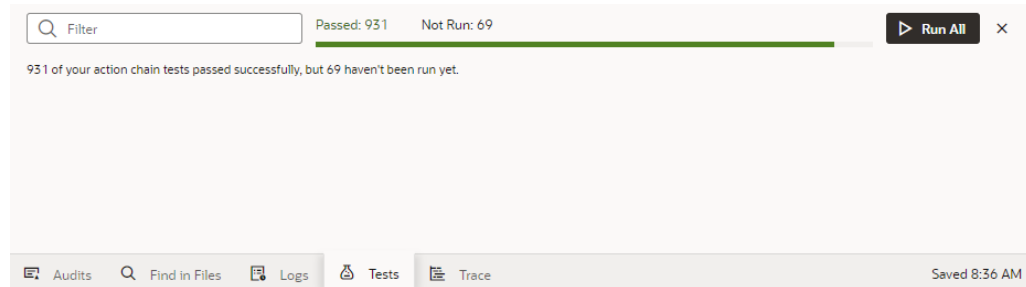 Filter Passed: 931 Not Run: 69 Run All
931 of your action chain tests passed successfully, but 69 haven't been run yet.
Audits Find in Files Logs Tests Trace Saved 8:36 AM